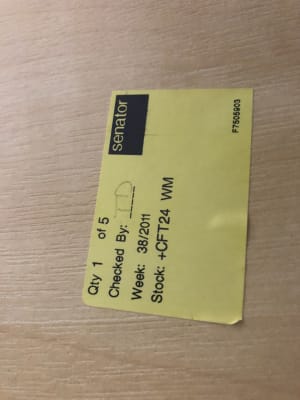 senator
Qty 1 of 5
Checked By:
Week: 38/2011
Stock: +CFT24 WM
F7505903